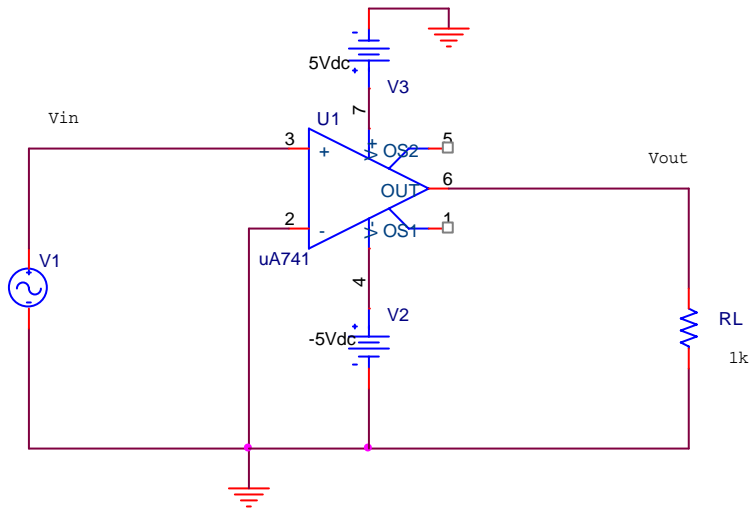 -
5Vdc
+
V3
Vin
U1
7
3
+
V+
OS2
5
Vout
OUT
6
2
-
V-
OS1
1
uA741
V1
+
-
4
V2
+
-5Vdc
-
RL
1k